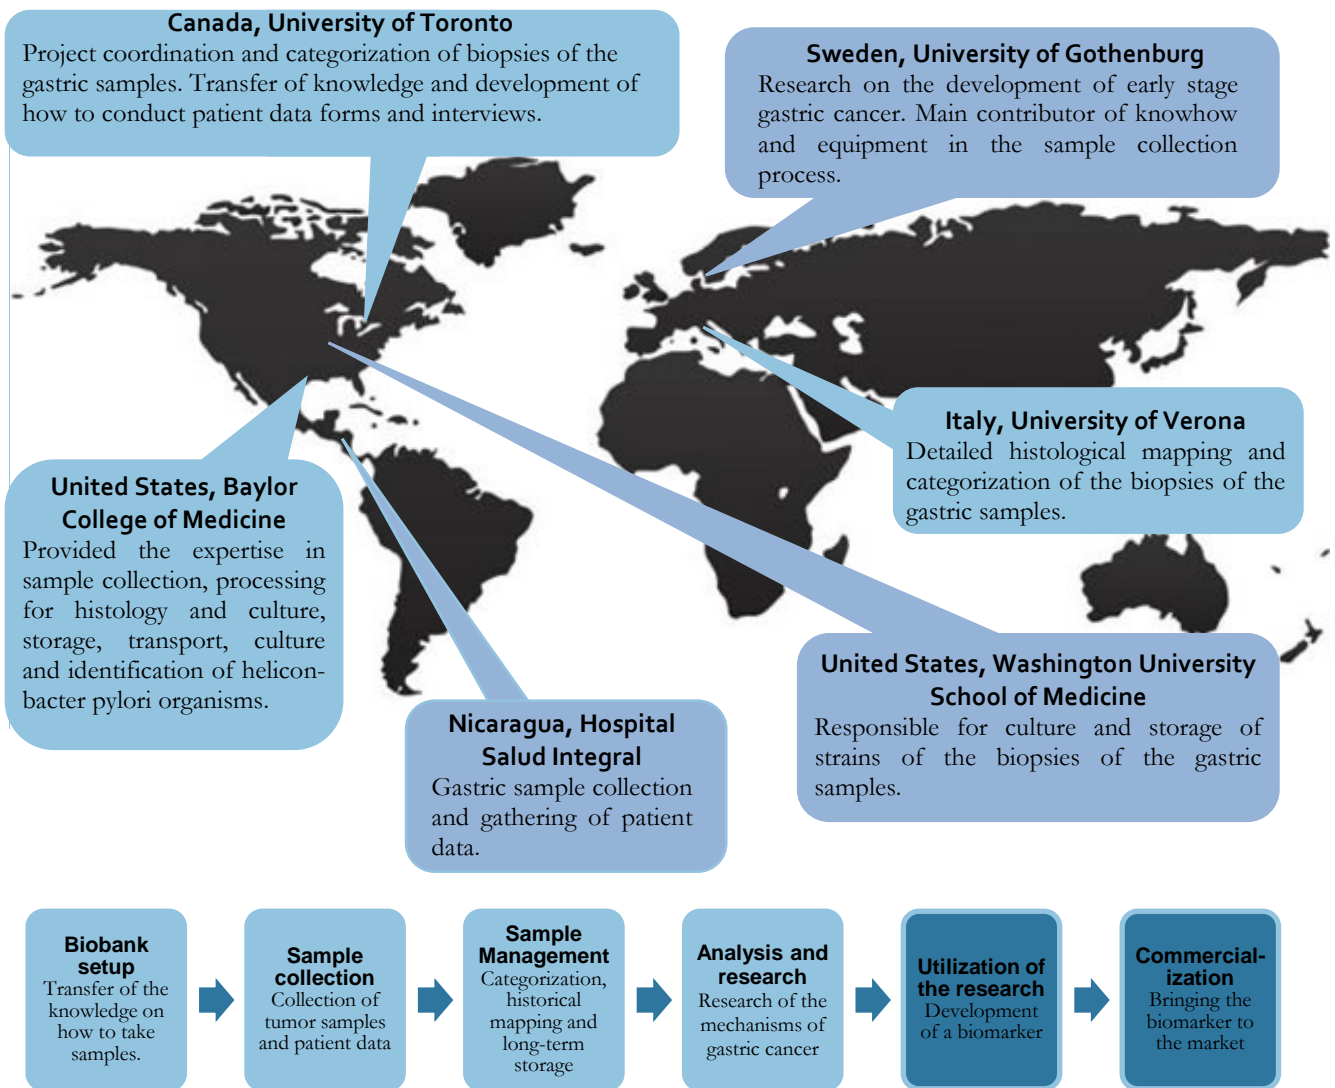 Canada, University of Toronto
Project coordination and categorization of biopsies of the
gastric samples. Transfer of knowledge and development of
how to conduct patient data forms and interviews.
Sweden, University of Gothenburg
Research on the development of early stage
gastric cancer. Main contributor of knowhow
and equipment in the sample collection
process.
Italy, University of Verona
Detailed histological mapping and
categorization of the biopsies of the
gastric samples.
United States, Baylor
College of Medicine
Provided the expertise in
sample collection, processing
for histology and culture,
storage, transport, culture
and identification of helicon-
bacter pylori organisms.
United States, Washington University
School of Medicine
Responsible for culture and storage of
strains of the biopsies of the gastric
samples.
Nicaragua, Hospital
Salud Integral
Gastric sample collection
and gathering of patient
data.
Biobank
setup
Transfer of the
knowledge on
how to take
samples.
Sample
collection
Collection of
tumor samples
and patient data
Sample
Management
Categorization,
historical
mapping and
long-term
storage
Analysis and
research
Research of the
mechanisms of
gastric cancer
Utilization of
the research
Development
of a biomarker
Commercial-
ization
Bringing the
biomarker to
the market